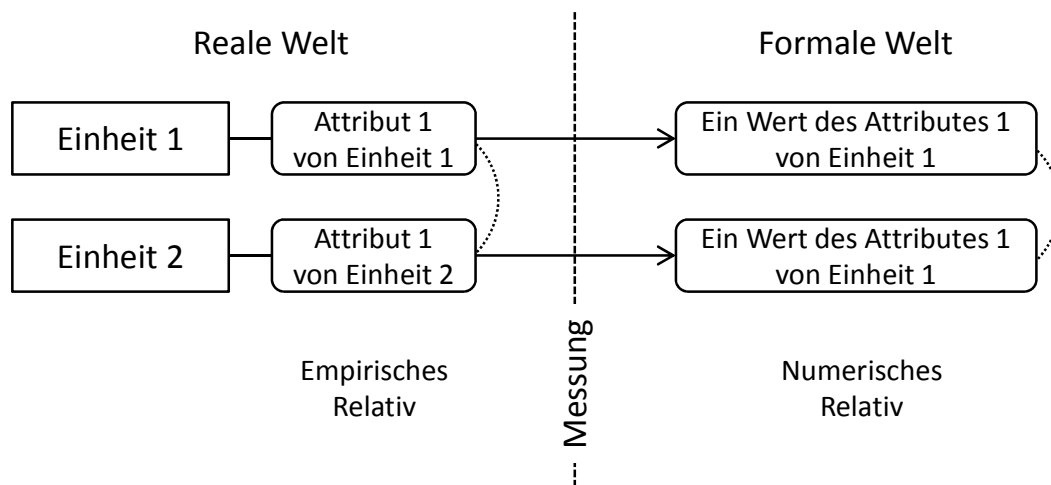 Reale Welt
Formale Welt
Einheit 1
Attribut 1
von Einheit 1
Ein Wert des Attributes 1
von Einheit 1
Einheit 2
Attribut 1
von Einheit 2
Ein Wert des Attributes 1
von Einheit 1
Messung
Empirisches
Relativ
Numerisches
Relativ